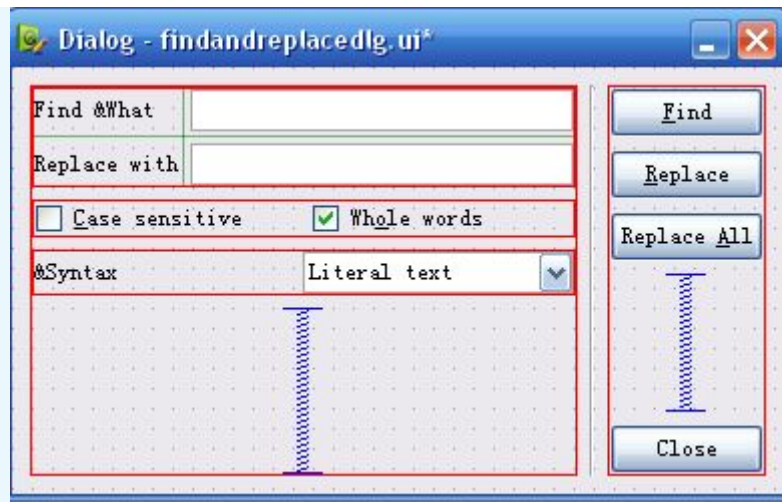 Dialog - findandreplacedlg.ui*
Find &What
Replace with
Case sensitive
Whole words
&Syntax
Literal text
Find
Replace
Replace All
Close